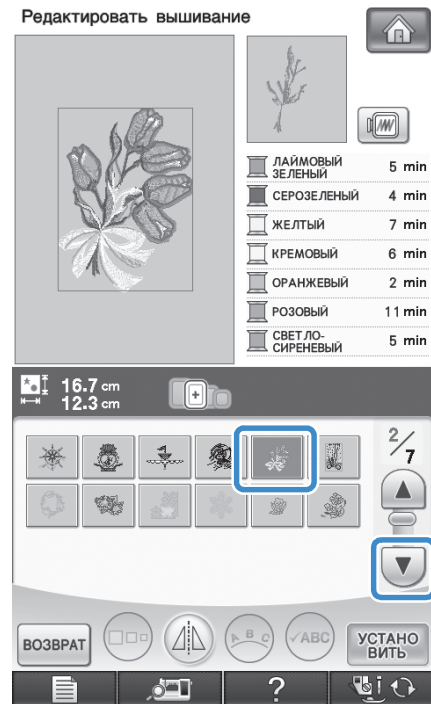 Редактировать вышивание
ЛАЙМОВЫЙ
ЗЕЛЕНЫЙ 5 min
СЕРОЗЕЛЕНЫЙ 4 min
ЖЕЛТЫЙ 7 min
КРЕМОВЫЙ 6 min
ОРАНЖЕВЫЙ 2 min
РОЗОВЫЙ 11 min
СВЕТЛО-
СИРЕНЕВЫЙ 5 min
16.7 cm
12.3 cm
2/7
ВОЗВРАТ
A B C
✓ABC
УСТАНО
ВИТЬ
?